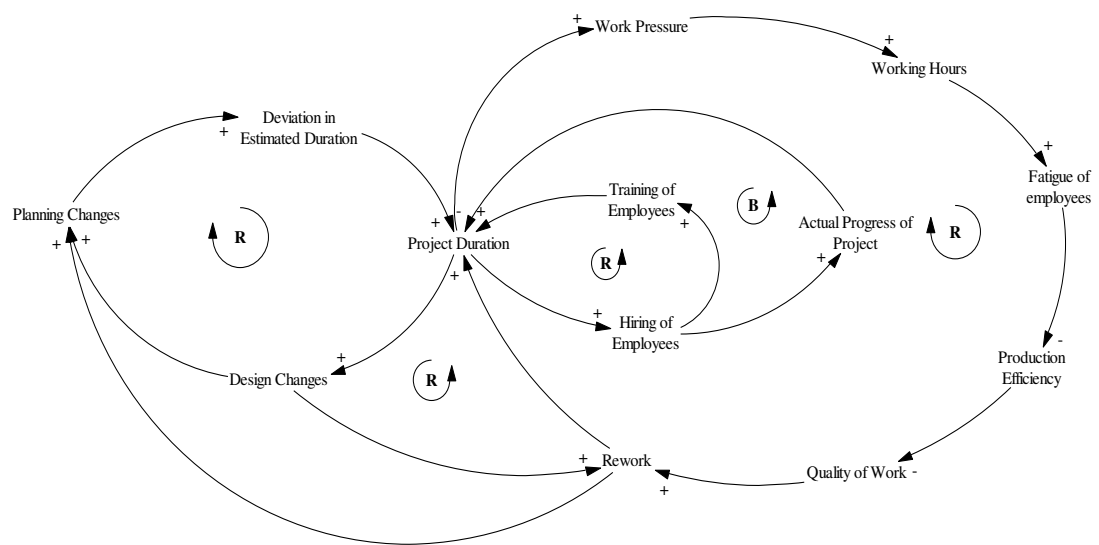 +
Work Pressure
+
Working Hours
+
Fatigue of
employees
Deviation in
Estimated Duration
+
Planning Changes
+
+
R
Training of
Employees
+
B
Actual Progress of
Project
+
R
+
-
+
Project Duration
+
R
+
Hiring of
Employees
-
Production
Efficiency
+
Design Changes
R
+
Rework
+
Quality of Work
-